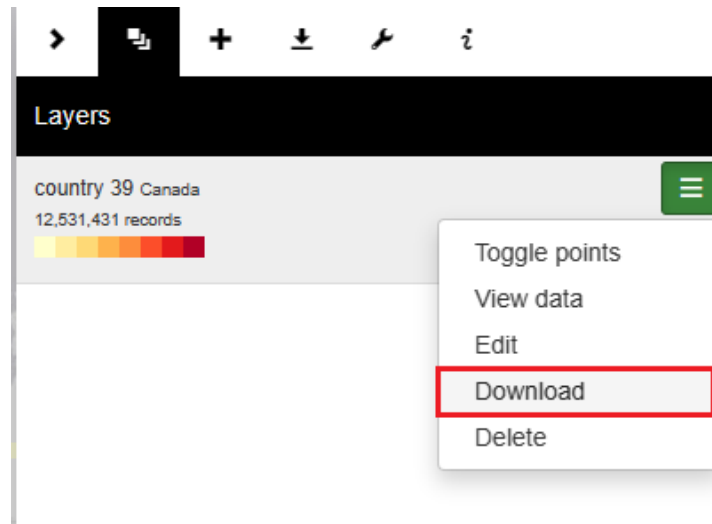 Layers
country 39 Canada
12,531,431 records
Toggle points
View data
Edit
Download
Delete